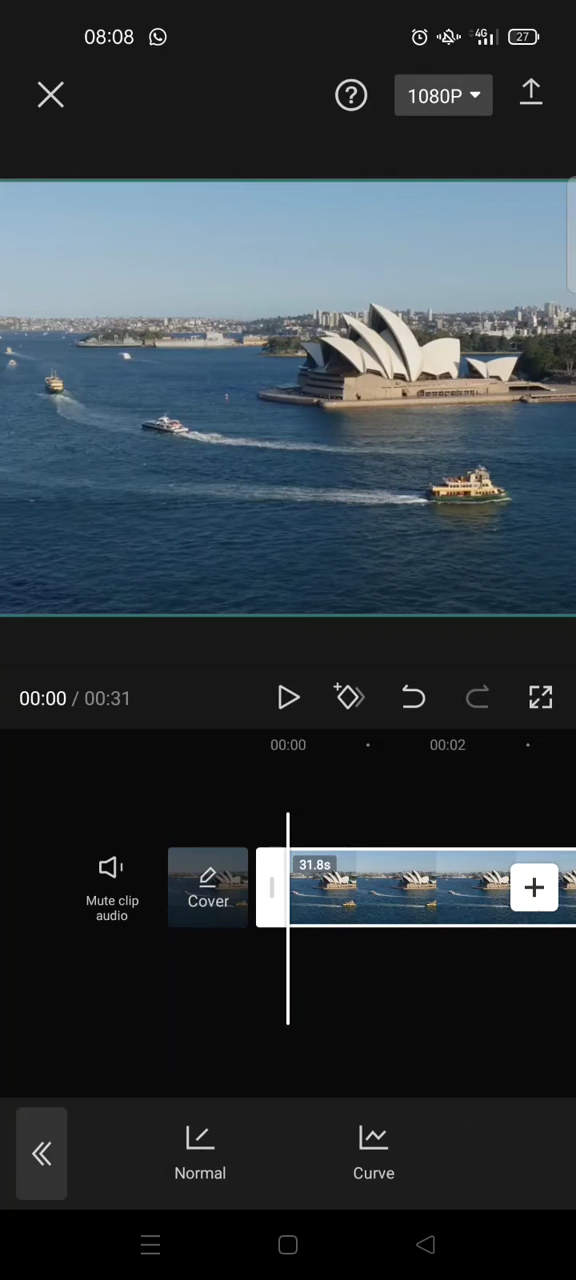 08:08
4G
27
?
1080P
00:00 / 00:31
00:00
00:02
31.8s
Mute clip
audio
Cover
Normal
Curve